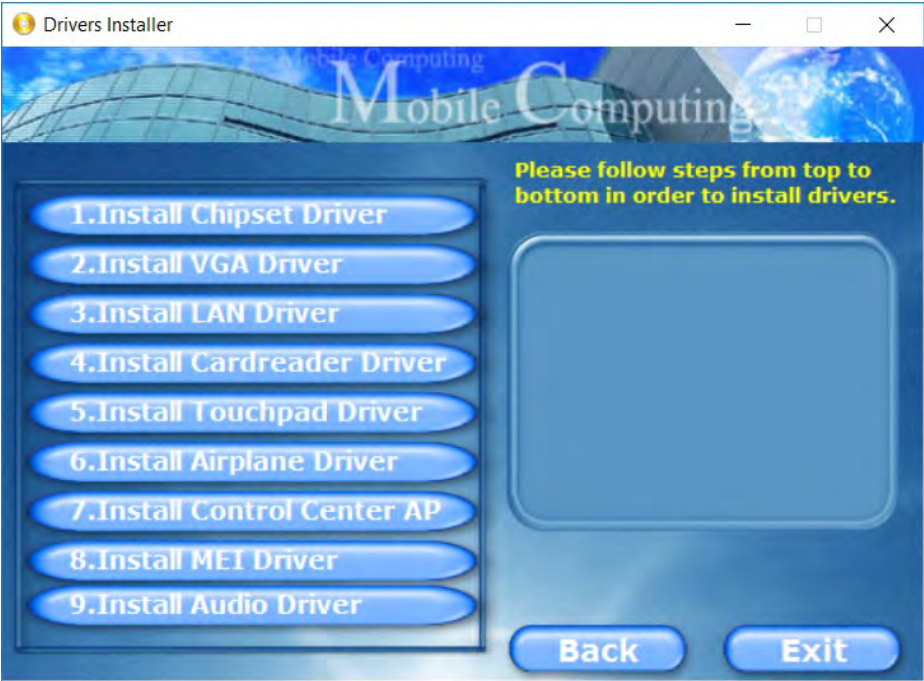 Drivers Installer
Mobile Computing
Mobile Computing
Please follow steps from top to
bottom in order to install drivers.
1.Install Chipset Driver
2.Install VGA Driver
3.Install LAN Driver
4.Install Cardreader Driver
5.Install Touchpad Driver
6.Install Airplane Driver
7.Install Control Center AP
8.Install MEI Driver
9.Install Audio Driver
Back
Exit